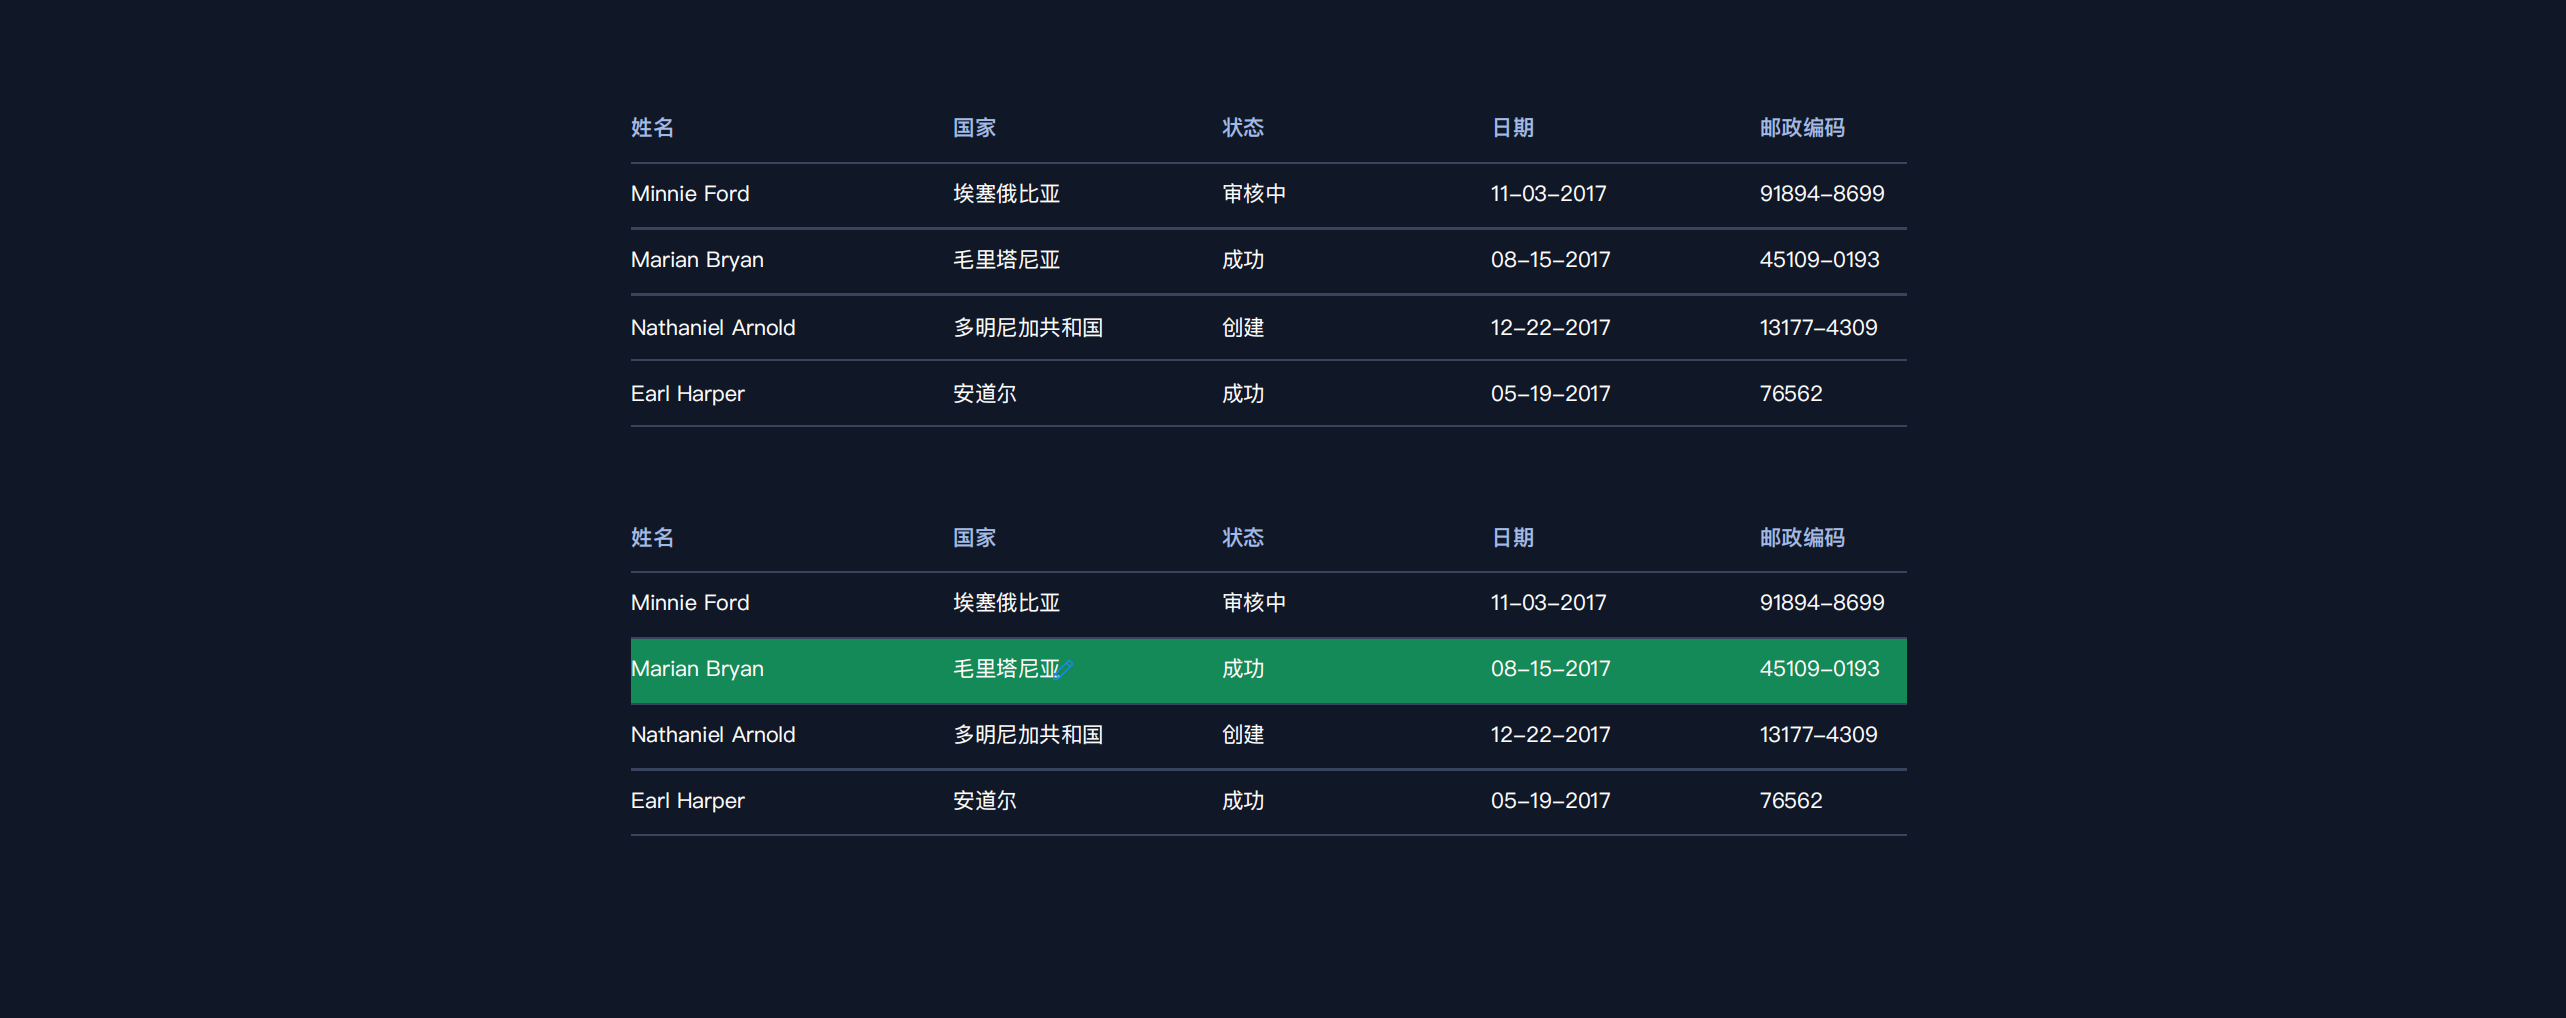 姓名 国家 状态 日期 邮政编码
Minnie Ford 埃塞俄比亚 审核中 11-03-2017 91894-8699
Marian Bryan 毛里塔尼亚 成功 08-15-2017 45109-0193
Nathaniel Arnold 多明尼加共和国 创建 12-22-2017 13177-4309
Earl Harper 安道尔 成功 05-19-2017 76562
姓名 国家 状态 日期 邮政编码
Minnie Ford 埃塞俄比亚 审核中 11-03-2017 91894-8699
Marian Bryan 毛里塔尼亚 成功 08-15-2017 45109-0193
Nathaniel Arnold 多明尼加共和国 创建 12-22-2017 13177-4309
Earl Harper 安道尔 成功 05-19-2017 76562